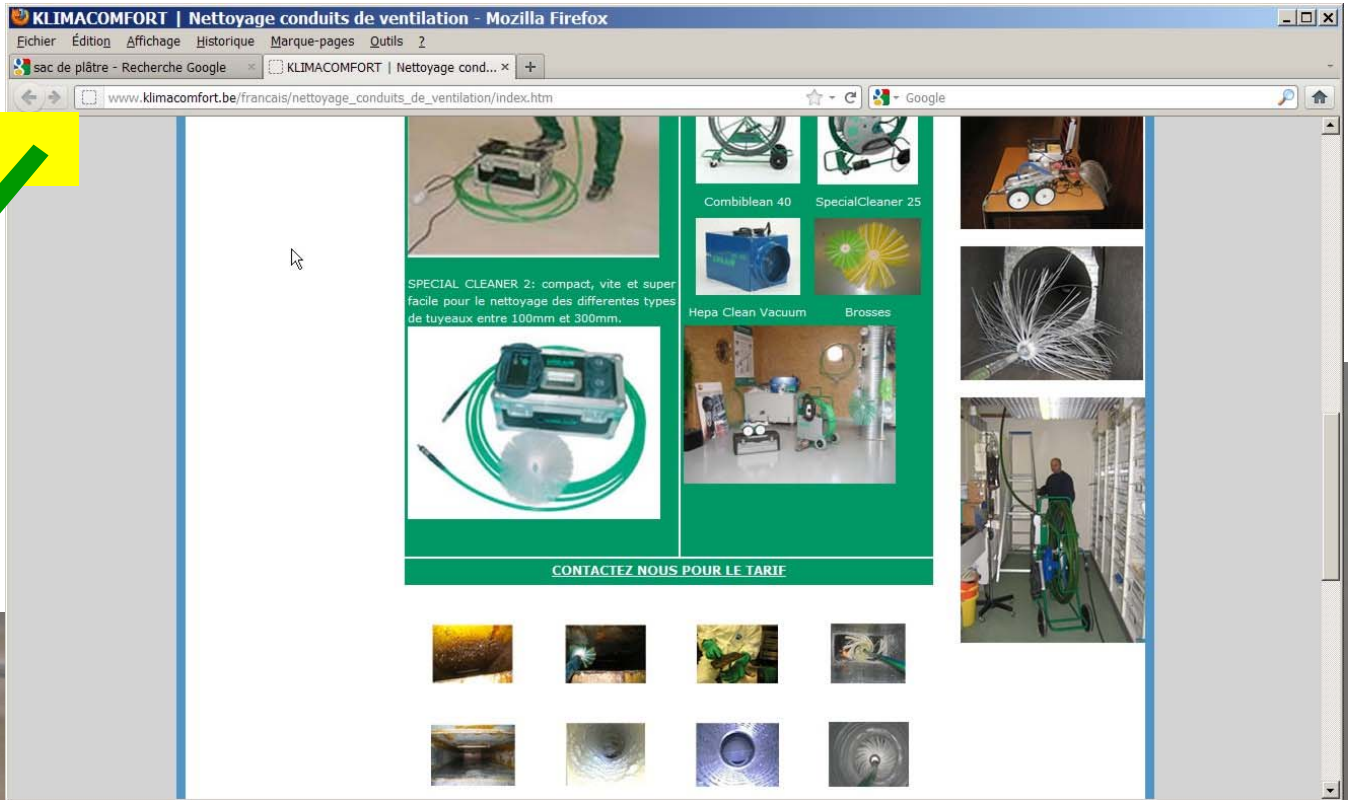 KLIMACOMFORT | Nettoyage conduits de ventilation - Mozilla Firefox
Fichier Édition Affichage Historique Marque-pages Outils ?
sac de plâtre - Recherche Google
KLIMACOMFORT | Nettoyage cond...
www.klimacomfort.be/francais/nettoyage_conduits_de_ventilation/index.htm
Google
Combiblean 40
SpecialCleaner 25
SPECIAL CLEANER 2: compact, vite et super
facile pour le nettoyage des differentes types
de tuyeaux entre 100mm et 300mm.
Hepa Clean Vacuum
Brosses
CONTACTEZ NOUS POUR LE TARIF